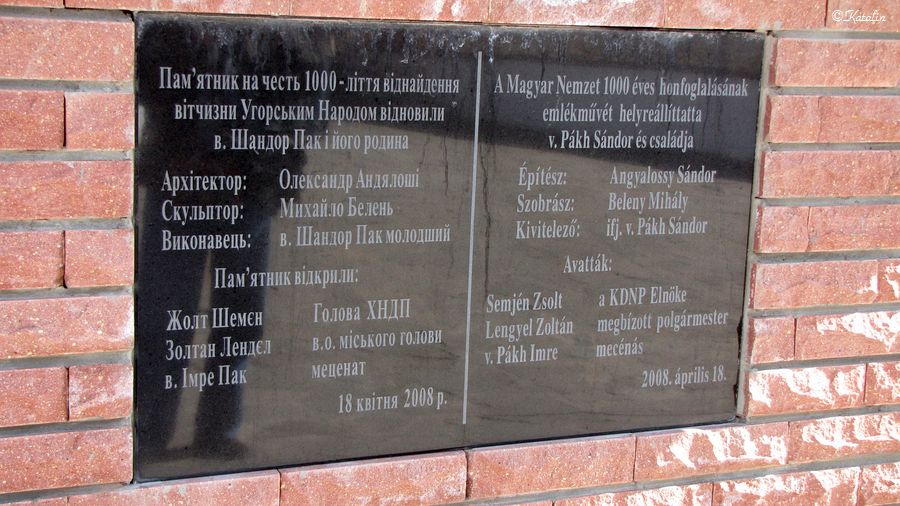 ©Katalin
Пам'ятник на честь 1000-ліття віднайдення
вітчизни Угорським Народом відновили
в. Шандор Пак і його родина
Архітектор: Олександр Андялоші
Скульптор: Михайло Белень
Виконавець: в. Шандор Пак молодший
Пам'ятник відкрили:
Жолт Шемєн Голова ХНДП
Золтан Лендєл в.о. міського голови
в. Імре Пак меценат
18 квітня 2008 р.
A Magyar Nemzet 1000 éves honfoglalásának
emlékművét helyreállíttatta
v. Pákh Sándor és családja
Építész: Angyalossy Sándor
Szobrász: Beleny Mihály
Kivitelező: ifj. v. Pákh Sándor
Avatták:
Semjén Zsolt a KDNP Elnöke
Lengyel Zoltán megbízott polgármester
v. Pákh Imre mecénás
2008. április 18.